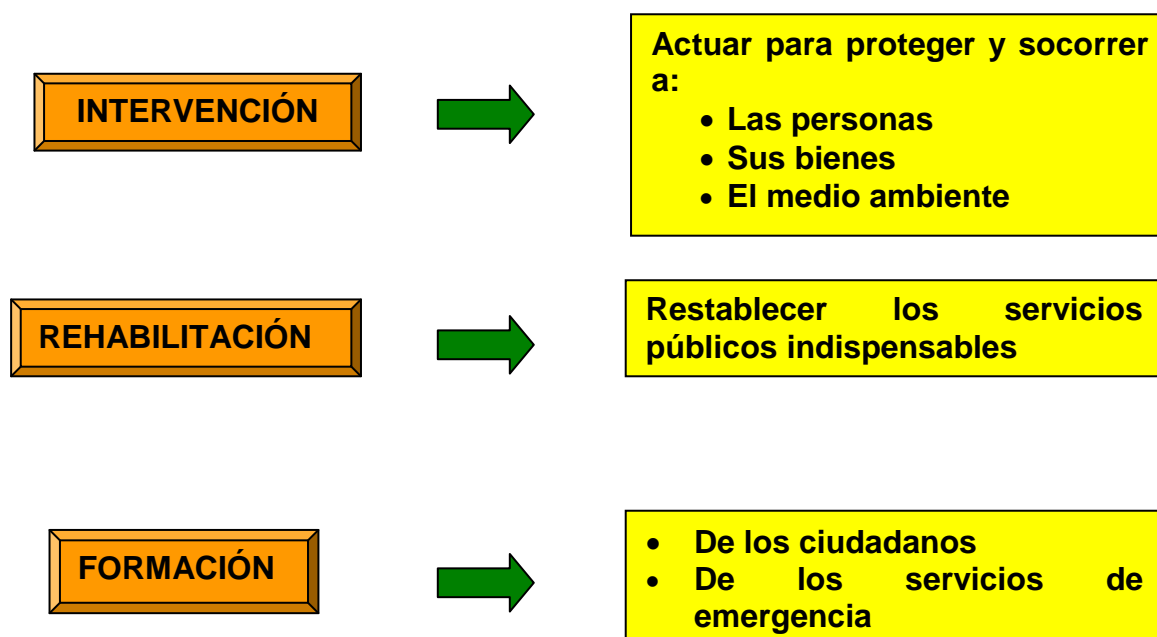 INTERVENCIÓN
Actuar para proteger y socorrer
a:
• Las personas
• Sus bienes
• El medio ambiente
REHABILITACIÓN
Restablecer los servicios
públicos indispensables
FORMACIÓN
• De los ciudadanos
• De los servicios de
emergencia